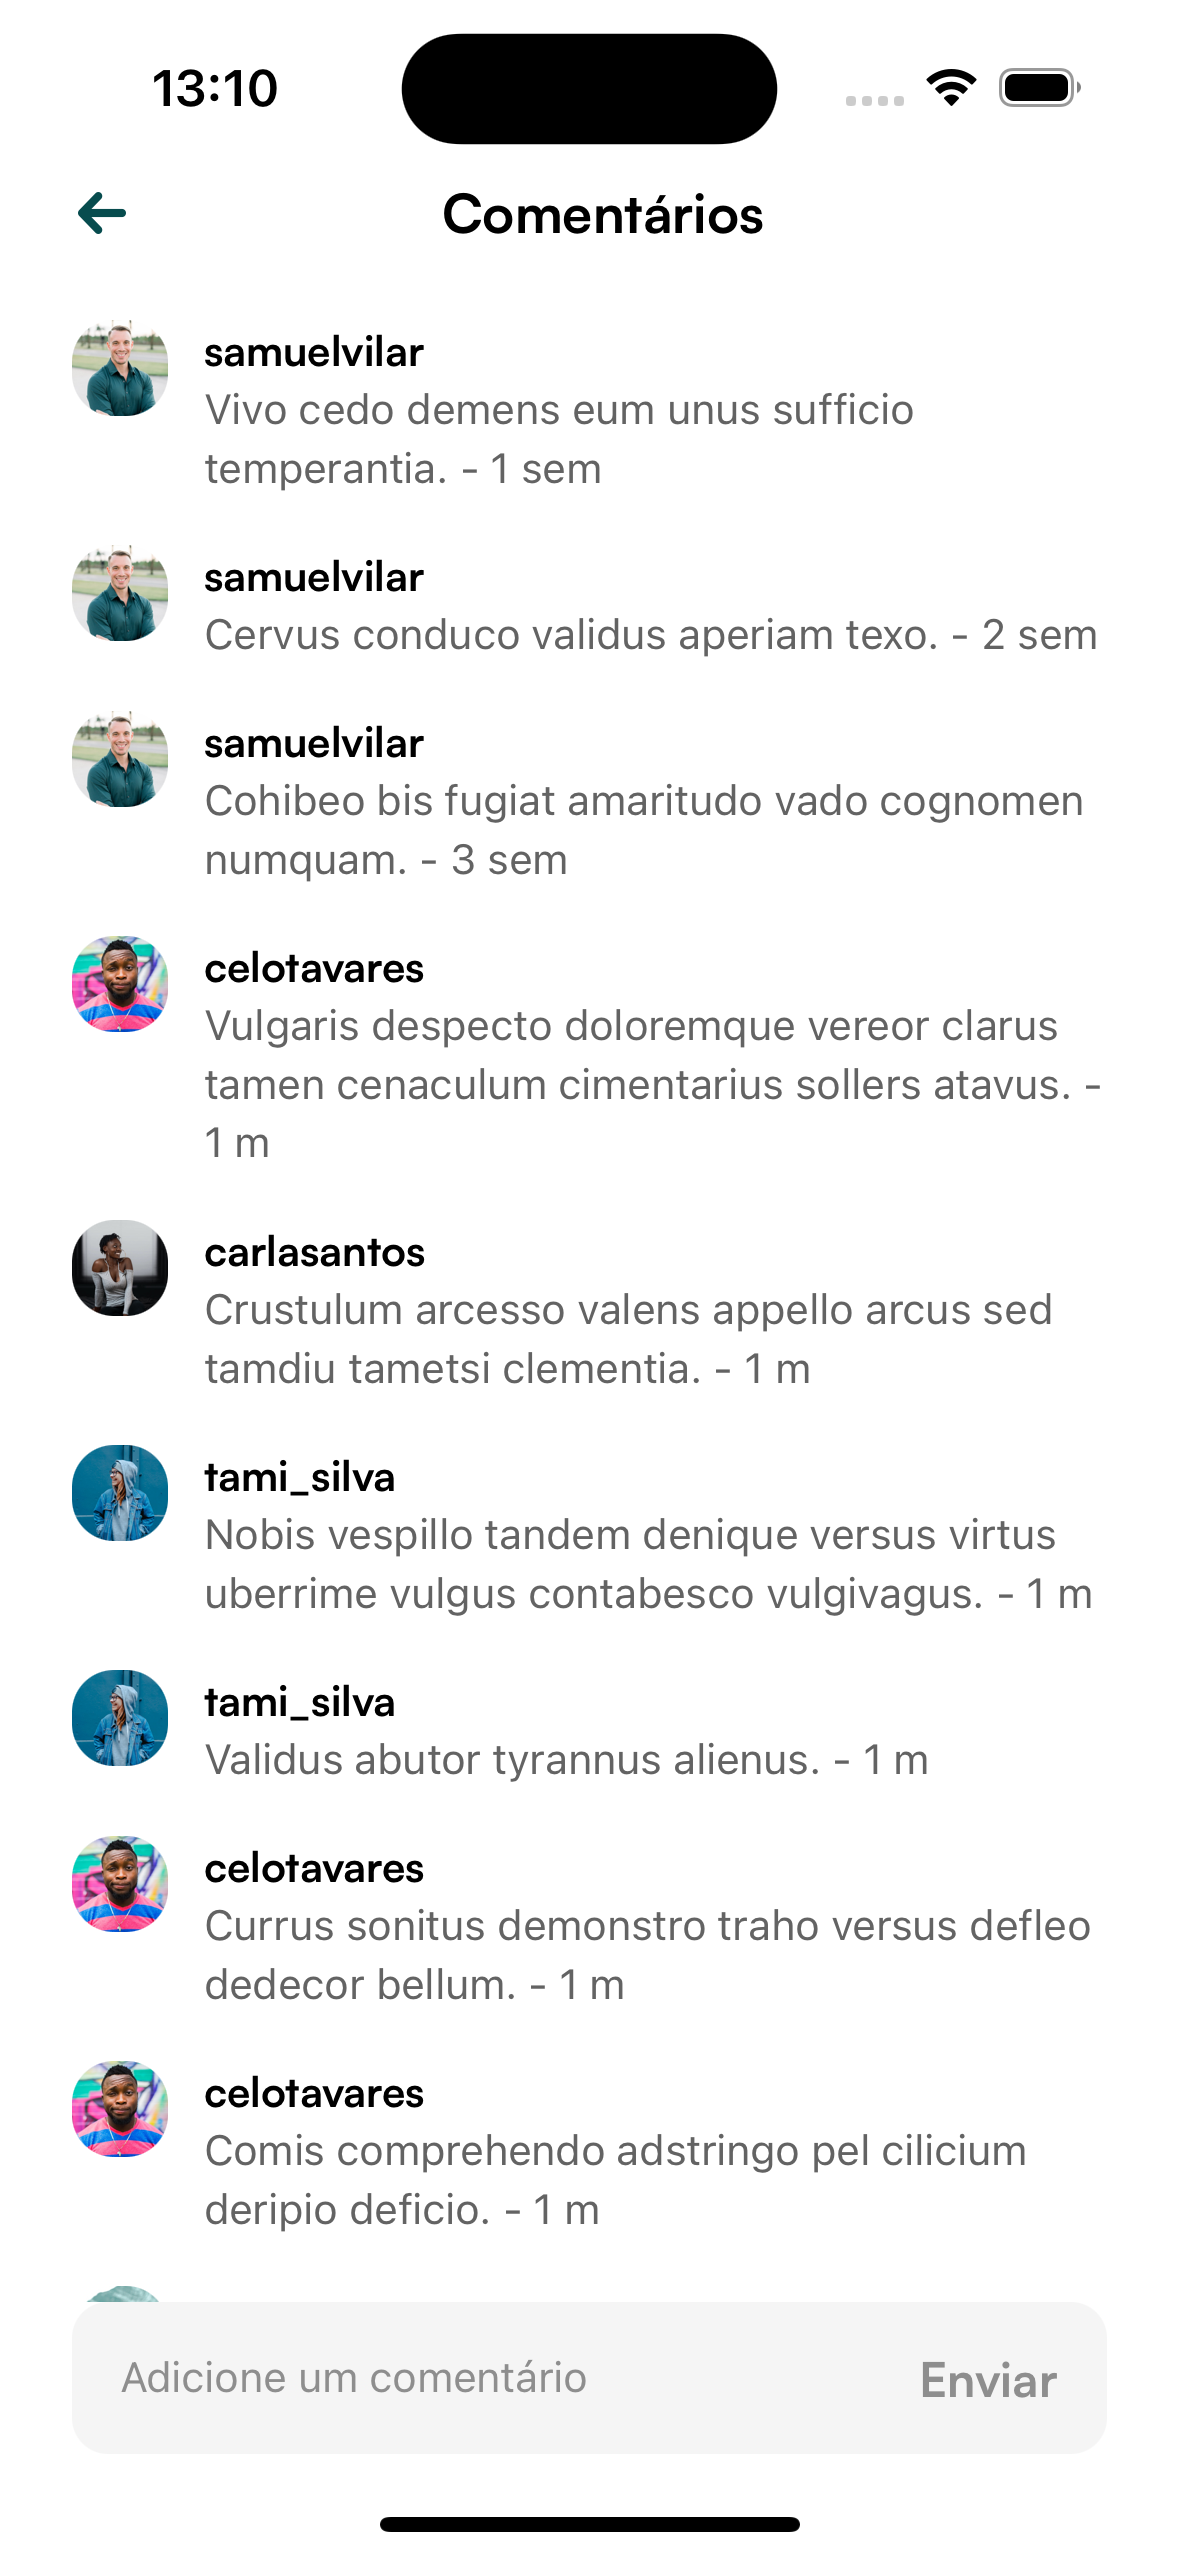 13:10
Comentários
samuelvilar
Vivo cedo demens eum unus sufficio
temperantia. - 1 sem
samuelvilar
Cervus conduco validus aperiam texo. - 2 sem
samuelvilar
Cohibeo bis fugiat amaritudo vado cognomen
numquam. - 3 sem
celotavares
Vulgaris despecto doloremque vereor clarus
tamen cenaculum cimentarius sollers atavus. -
1 m
carlasantos
Crustulum arcesso valens appello arcus sed
tamdiu tametsi clementia. - 1 m
tami_silva
Nobis vespillo tandem denique versus virtus
uberrime vulgus contabesco vulgivagus. - 1 m
tami_silva
Validus abutor tyrannus alienus. - 1 m
celotavares
Currus sonitus demonstro traho versus defleo
dedecor bellum. - 1 m
celotavares
Comis comprehendo adstringo pel cilicium
deripio deficio. - 1 m
Adicione um comentário
Enviar